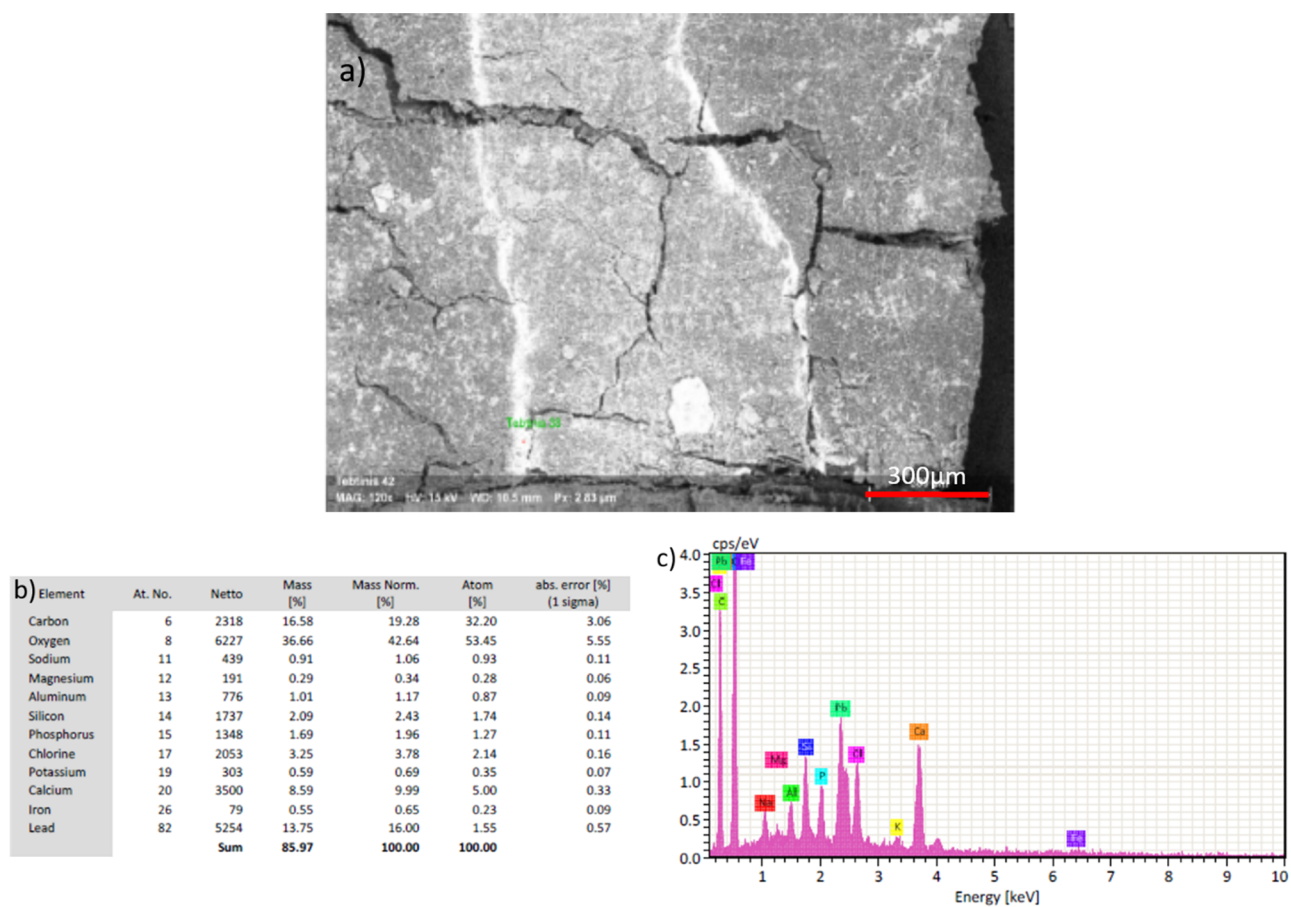 a)
Tebtinis 35
300µm
Tebtinis 42
MAG: 120x HV: 15 kV WD: 10.5 mm Px: 2.83 µm
b) Element At. No. Netto Mass [%] Mass Norm. [%] Atom [%] abs. error [%] (1 sigma)
Carbon 6 2318 16.58 19.28 32.20 3.06
Oxygen 8 6227 36.66 42.64 53.45 5.55
Sodium 11 439 0.91 1.06 0.93 0.11
Magnesium 12 191 0.29 0.34 0.28 0.06
Aluminum 13 776 1.01 1.17 0.87 0.09
Silicon 14 1737 2.09 2.43 1.74 0.14
Phosphorus 15 1348 1.69 1.96 1.27 0.11
Chlorine 17 2053 3.25 3.78 2.14 0.16
Potassium 19 303 0.59 0.69 0.35 0.07
Calcium 20 3500 8.59 9.99 5.00 0.33
Iron 26 79 0.55 0.65 0.23 0.09
Lead 82 5254 13.75 16.00 1.55 0.57
Sum 85.97 100.00 100.00
c)
cps/eV
4.0
3.5
3.0
2.5
2.0
1.5
1.0
0.5
0.0
Pb Fe
Cl
C
Na
Mg
Al
Si
P
Pb
Cl
K
Ca
Fe
1 2 3 4 5 6 7 8 9 10
Energy [keV]